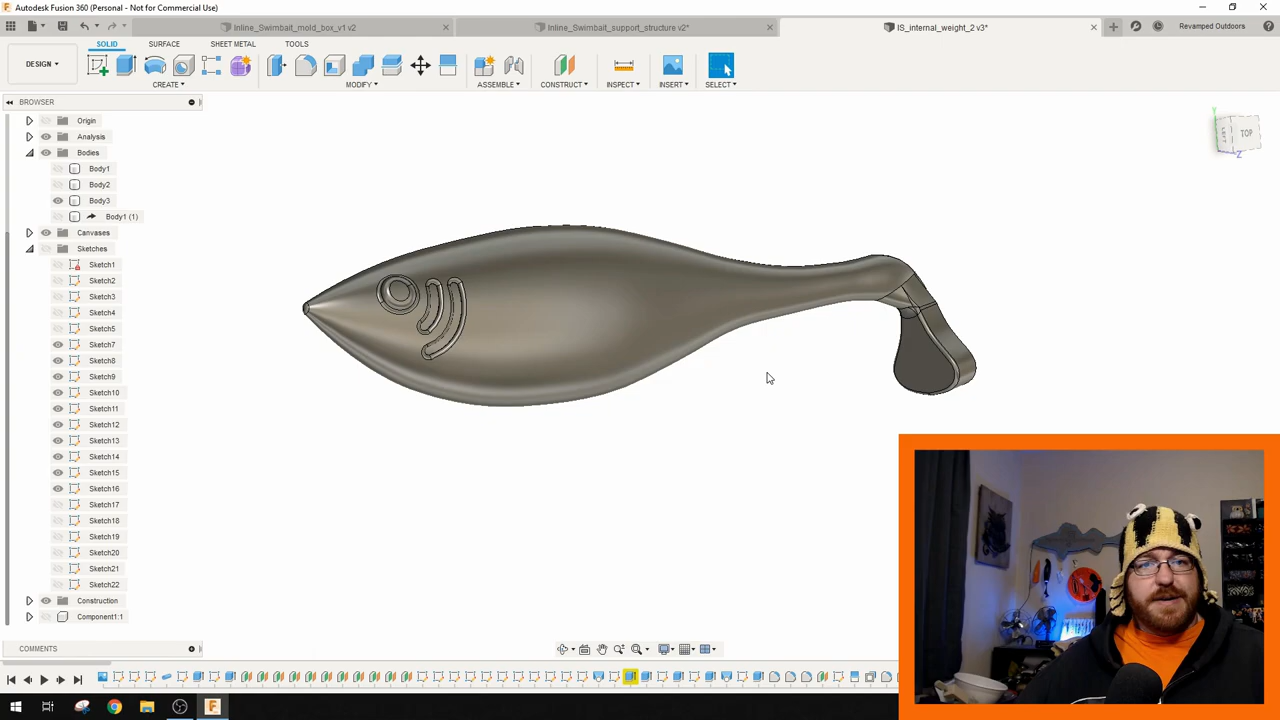 Autodesk Fusion 360 (Personal - Not for Commercial Use)
Inline_Swimbait_mold_box_v1 v2
Inline_Swimbait_support_structure v2*
IS_internal_weight_2 v3*
Revamped Outdoors
SOLID SURFACE SHEET METAL TOOLS
DESIGN
CREATE MODIFY ASSEMBLE CONSTRUCT INSPECT INSERT SELECT
BROWSER
Origin
Analysis
Bodies
Body1
Body2
Body3
Body1 (1)
Canvases
Sketches
Sketch1
Sketch2
Sketch3
Sketch4
Sketch5
Sketch7
Sketch8
Sketch9
Sketch10
Sketch11
Sketch12
Sketch13
Sketch14
Sketch15
Sketch16
Sketch17
Sketch18
Sketch19
Sketch20
Sketch21
Sketch22
Construction
Component1:1
COMMENTS
Y
LEFT
TOP
Z